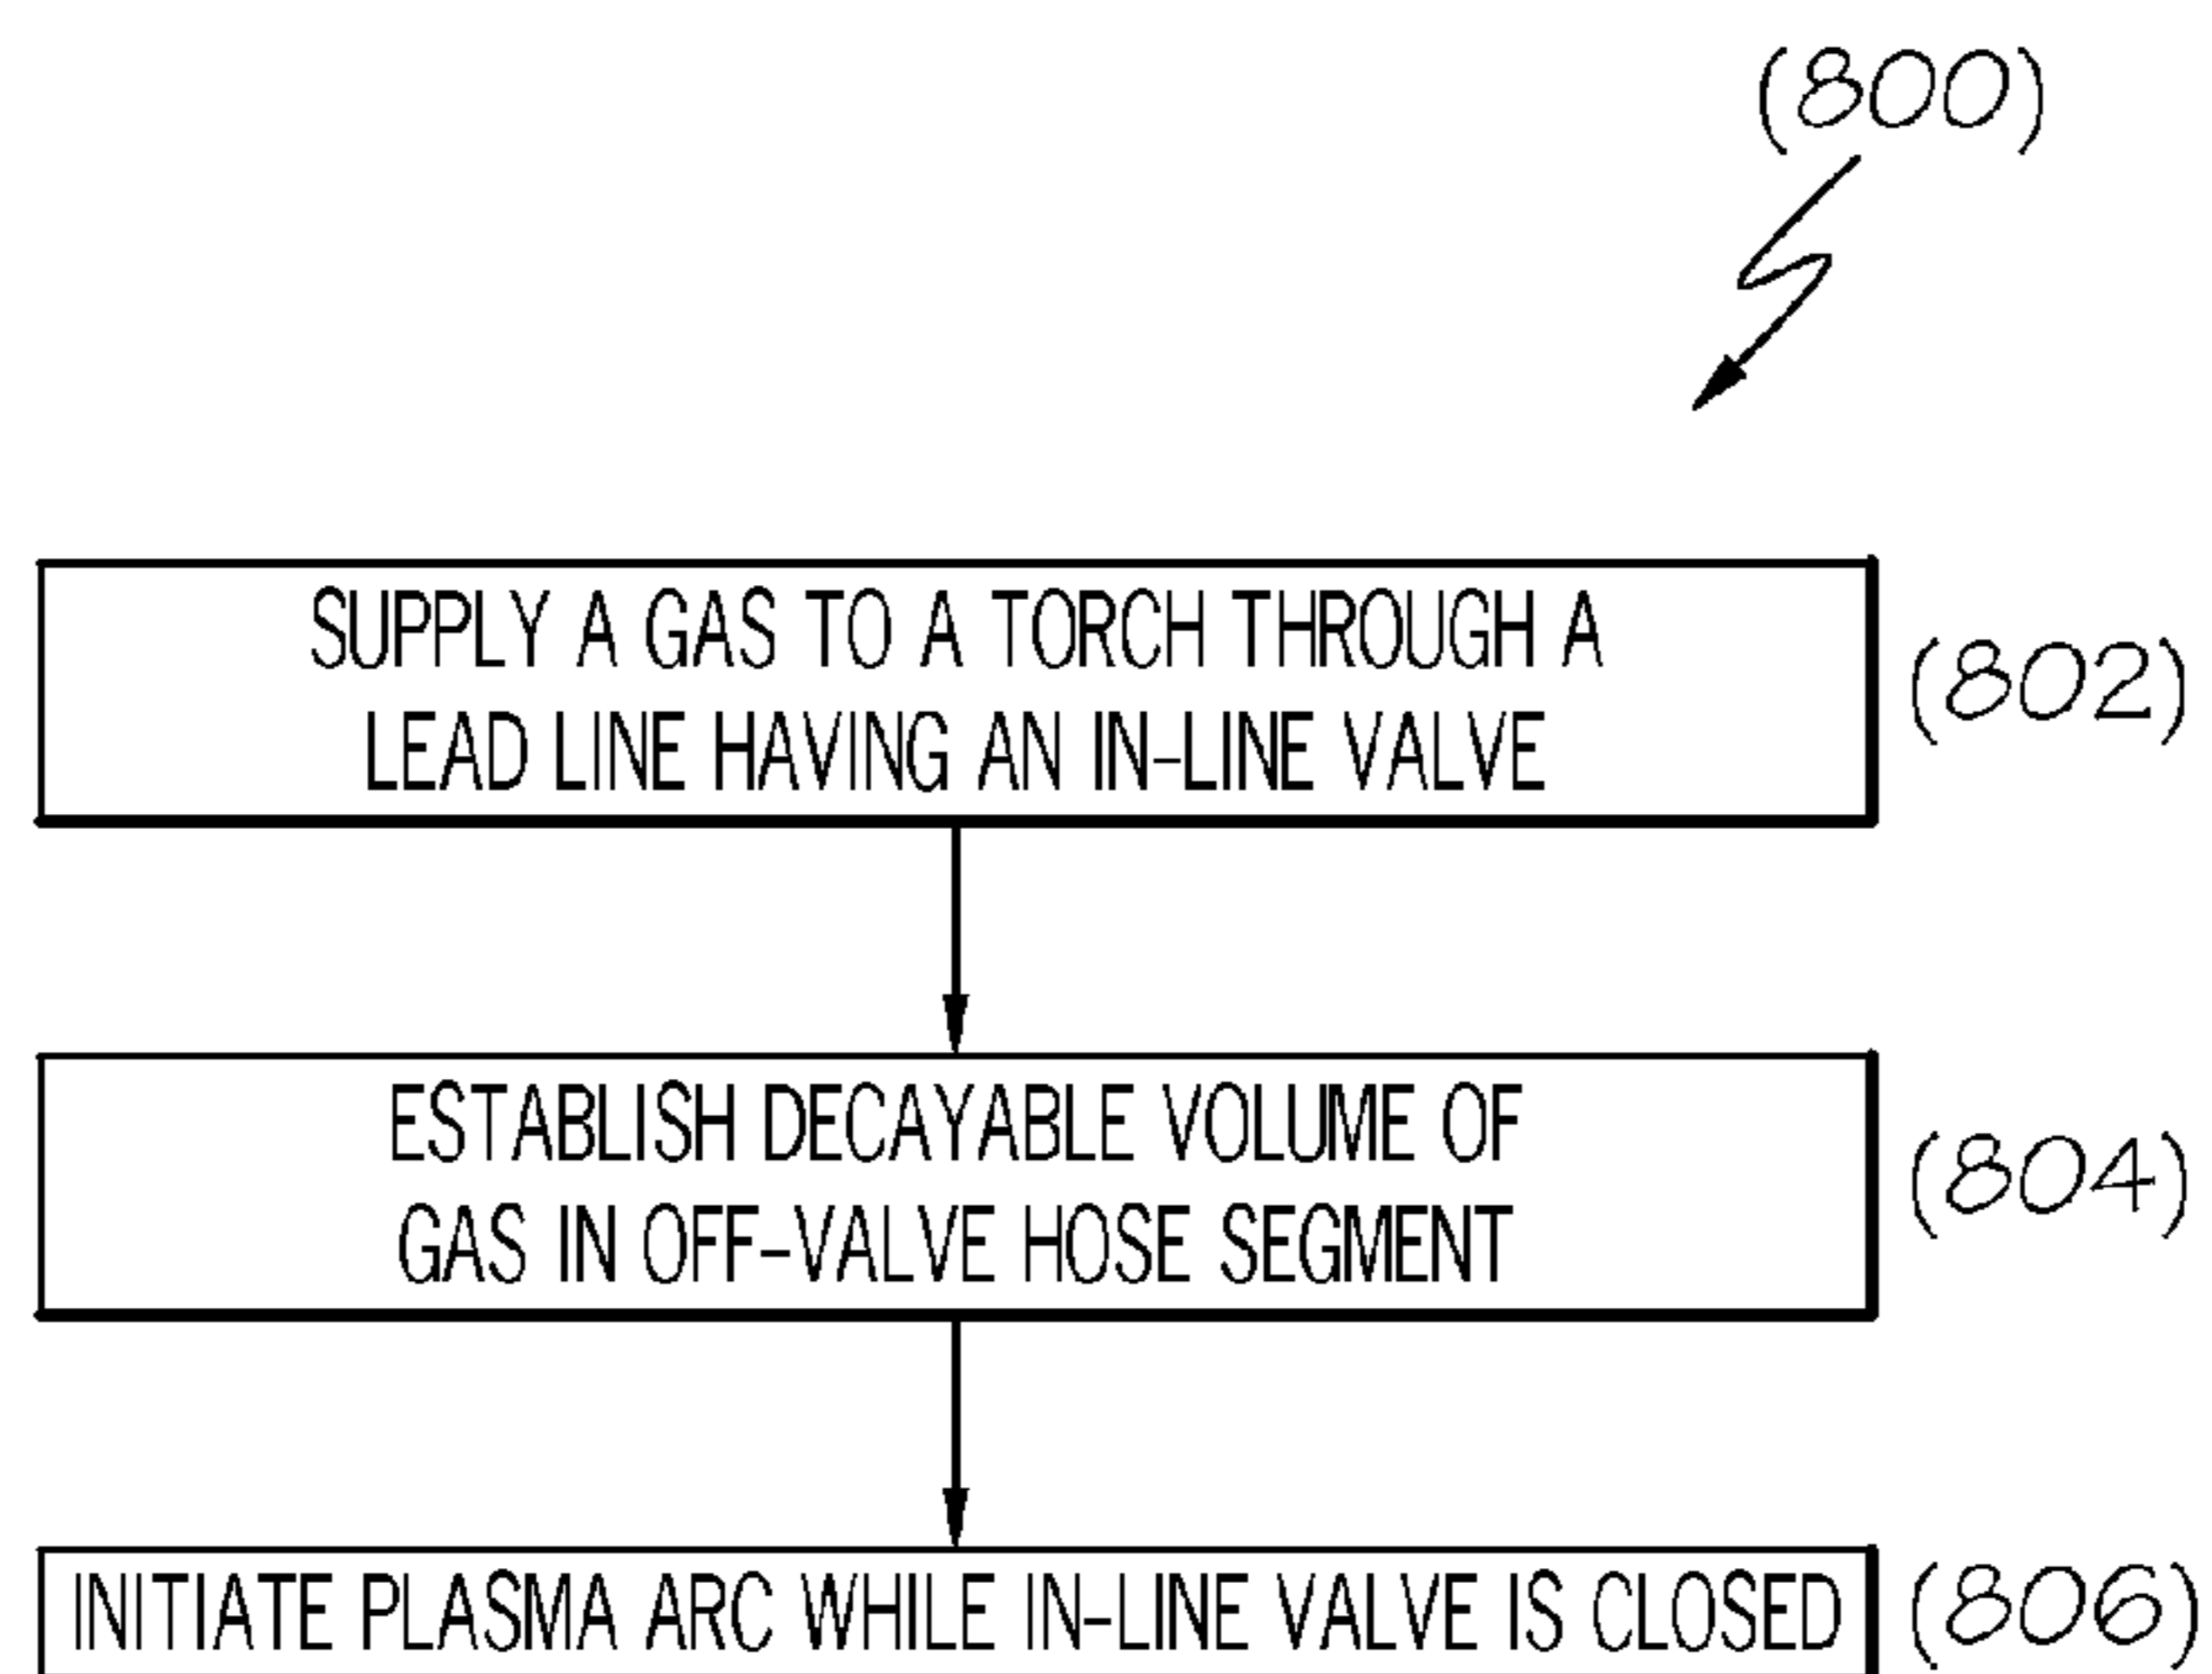 (800)
SUPPLY A GAS TO A TORCH THROUGH A
LEAD LINE HAVING AN IN-LINE VALVE
(802)
ESTABLISH DECAYABLE VOLUME OF
GAS IN OFF-VALVE HOSE SEGMENT
(804)
INITIATE PLASMA ARC WHILE IN-LINE VALVE IS CLOSED
(806)